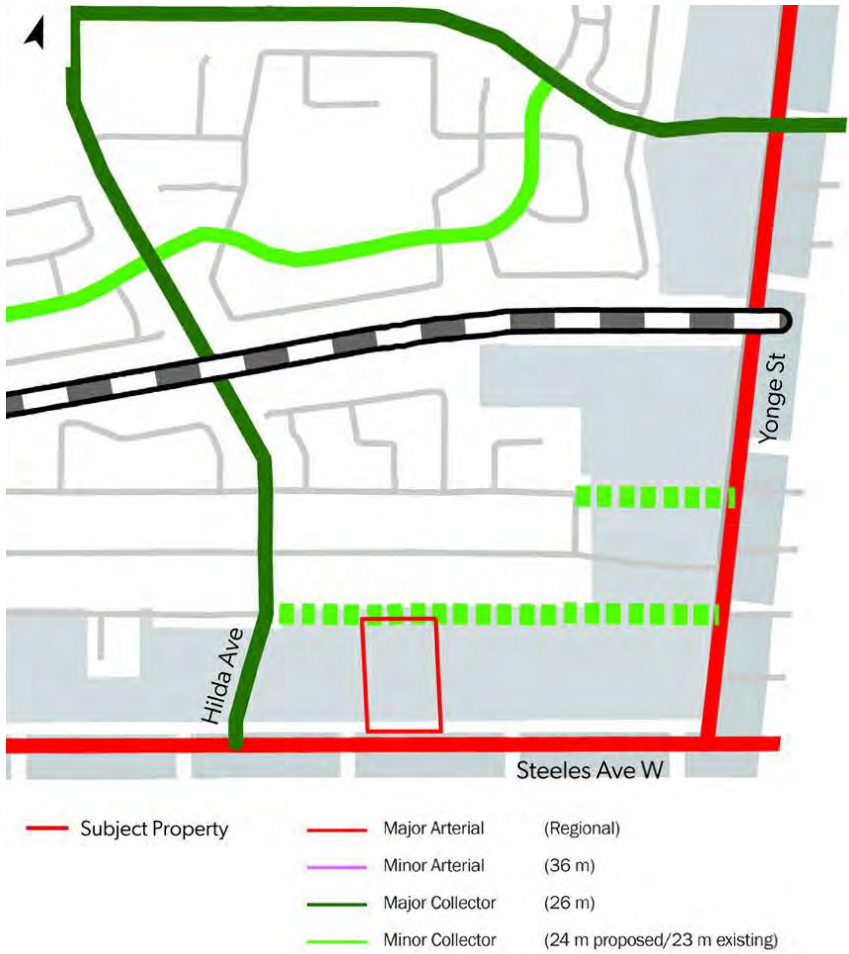 Yonge St
Hilda Ave
Steeles Ave W
Subject Property
Major Arterial (Regional)
Minor Arterial (36 m)
Major Collector (26 m)
Minor Collector (24 m proposed/23 m existing)